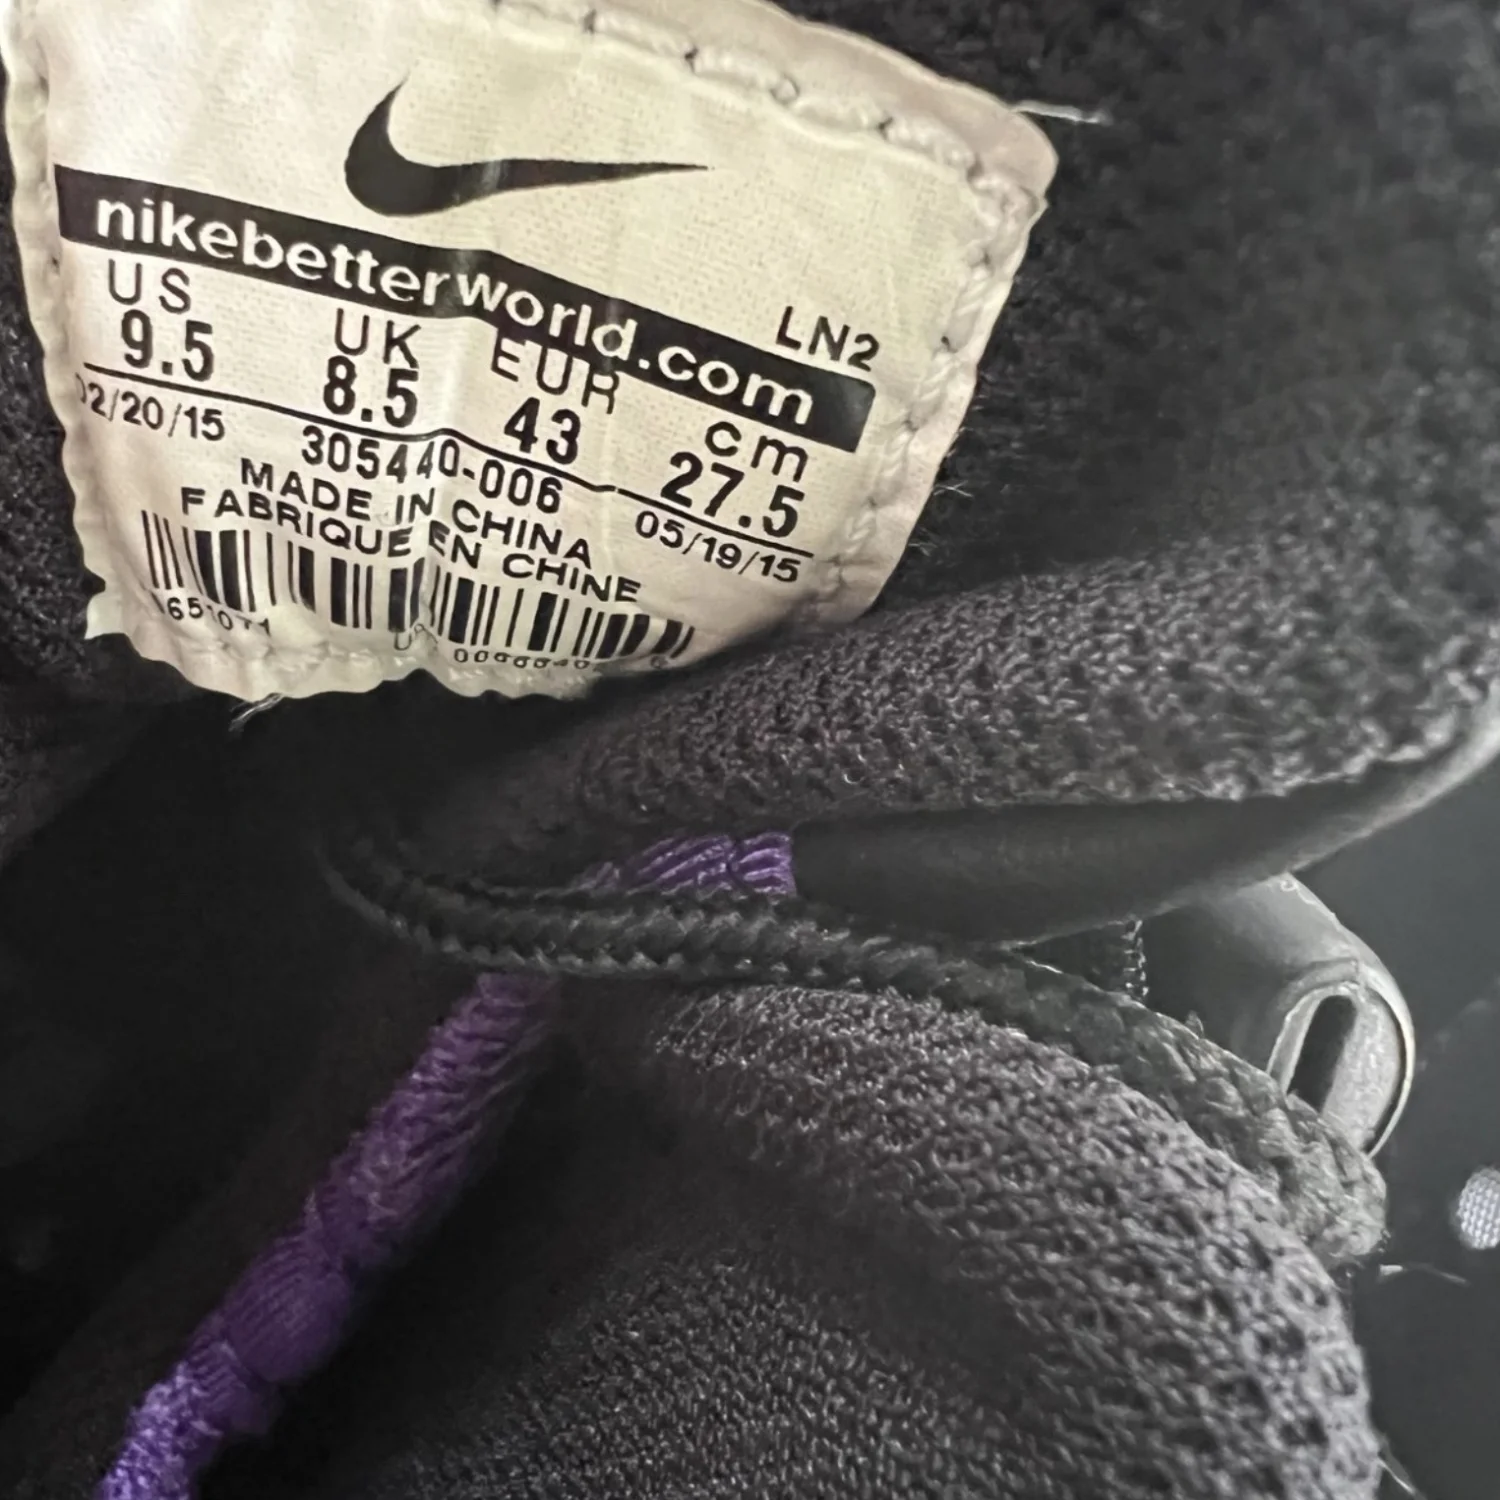 nikebetterworld.com
LN2
US UK EUR cm
9.5 8.5 43 27.5
02/20/15 305440-006 05/19/15
MADE IN CHINA
FABRIQUE EN CHINE